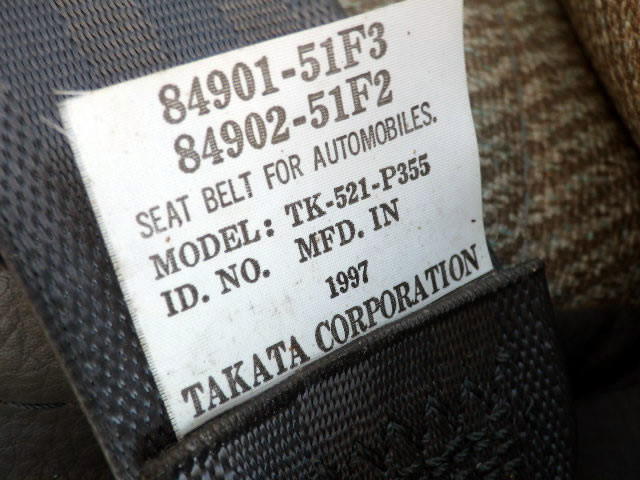 84901-51F3
84902-51F2
SEAT BELT FOR AUTOMOBILES.
MODEL: TK-521-P355
ID. NO. MFD. IN
1997
TAKATA CORPORATION